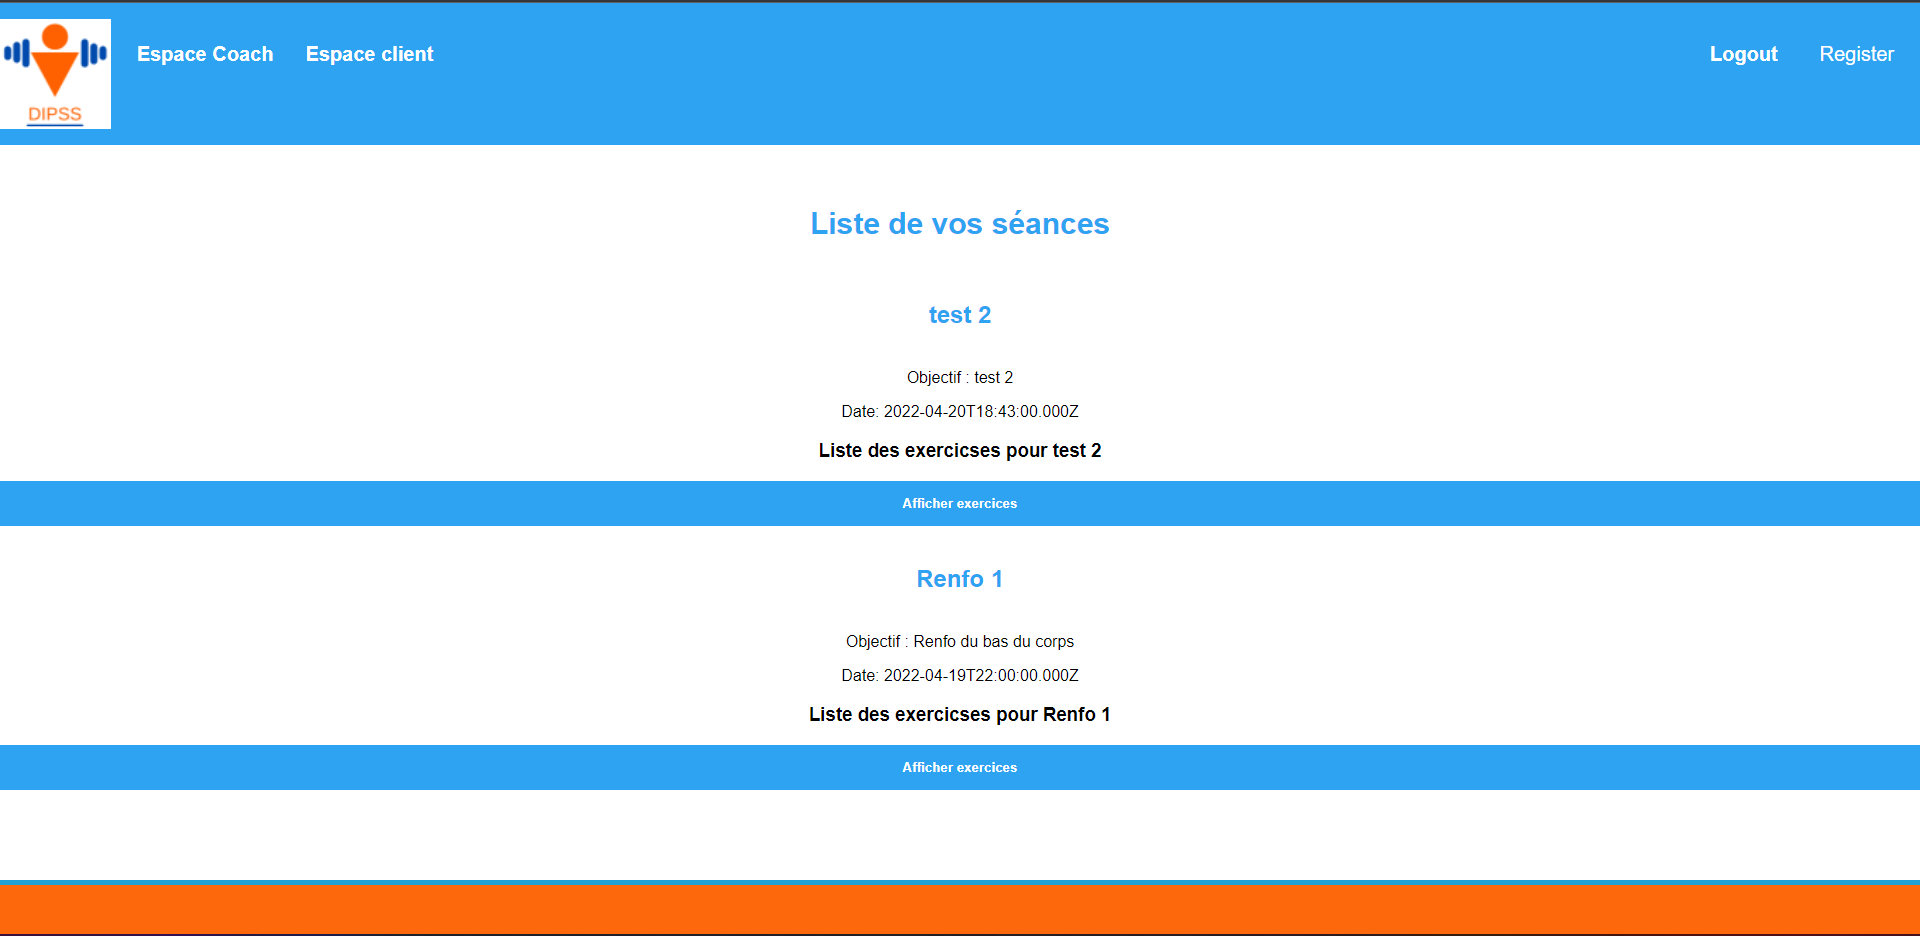 DIPSS
Espace Coach
Espace client
Logout
Register
Liste de vos séances
test 2
Objectif : test 2
Date: 2022-04-20T18:43:00.000Z
Liste des exercicses pour test 2
Afficher exercices
Renfo 1
Objectif : Renfo du bas du corps
Date: 2022-04-19T22:00:00.000Z
Liste des exercicses pour Renfo 1
Afficher exercices